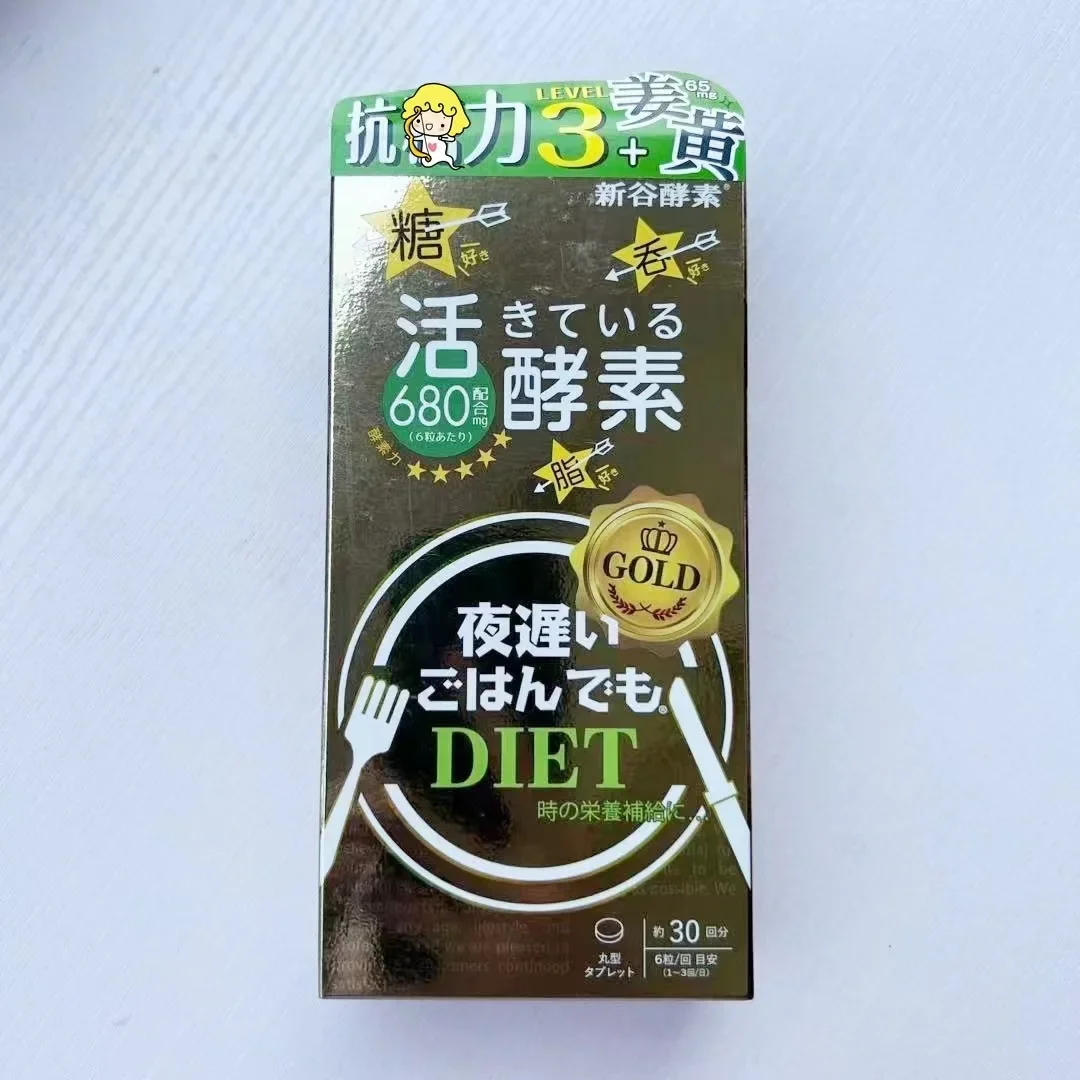 抗 力 LEVEL 3 + 姜黄 65mg
新谷酵素®
糖 好き
呑 好き
活きている
酵素
680 配合mg
(6粒あたり)
酵素力 ★★★★★
脂 好き
GOLD
夜遅い
ごはんでも®
DIET
時の栄養補給に...
丸型
タブレット
約30回分
6粒/回 目安
(1~3回/日)